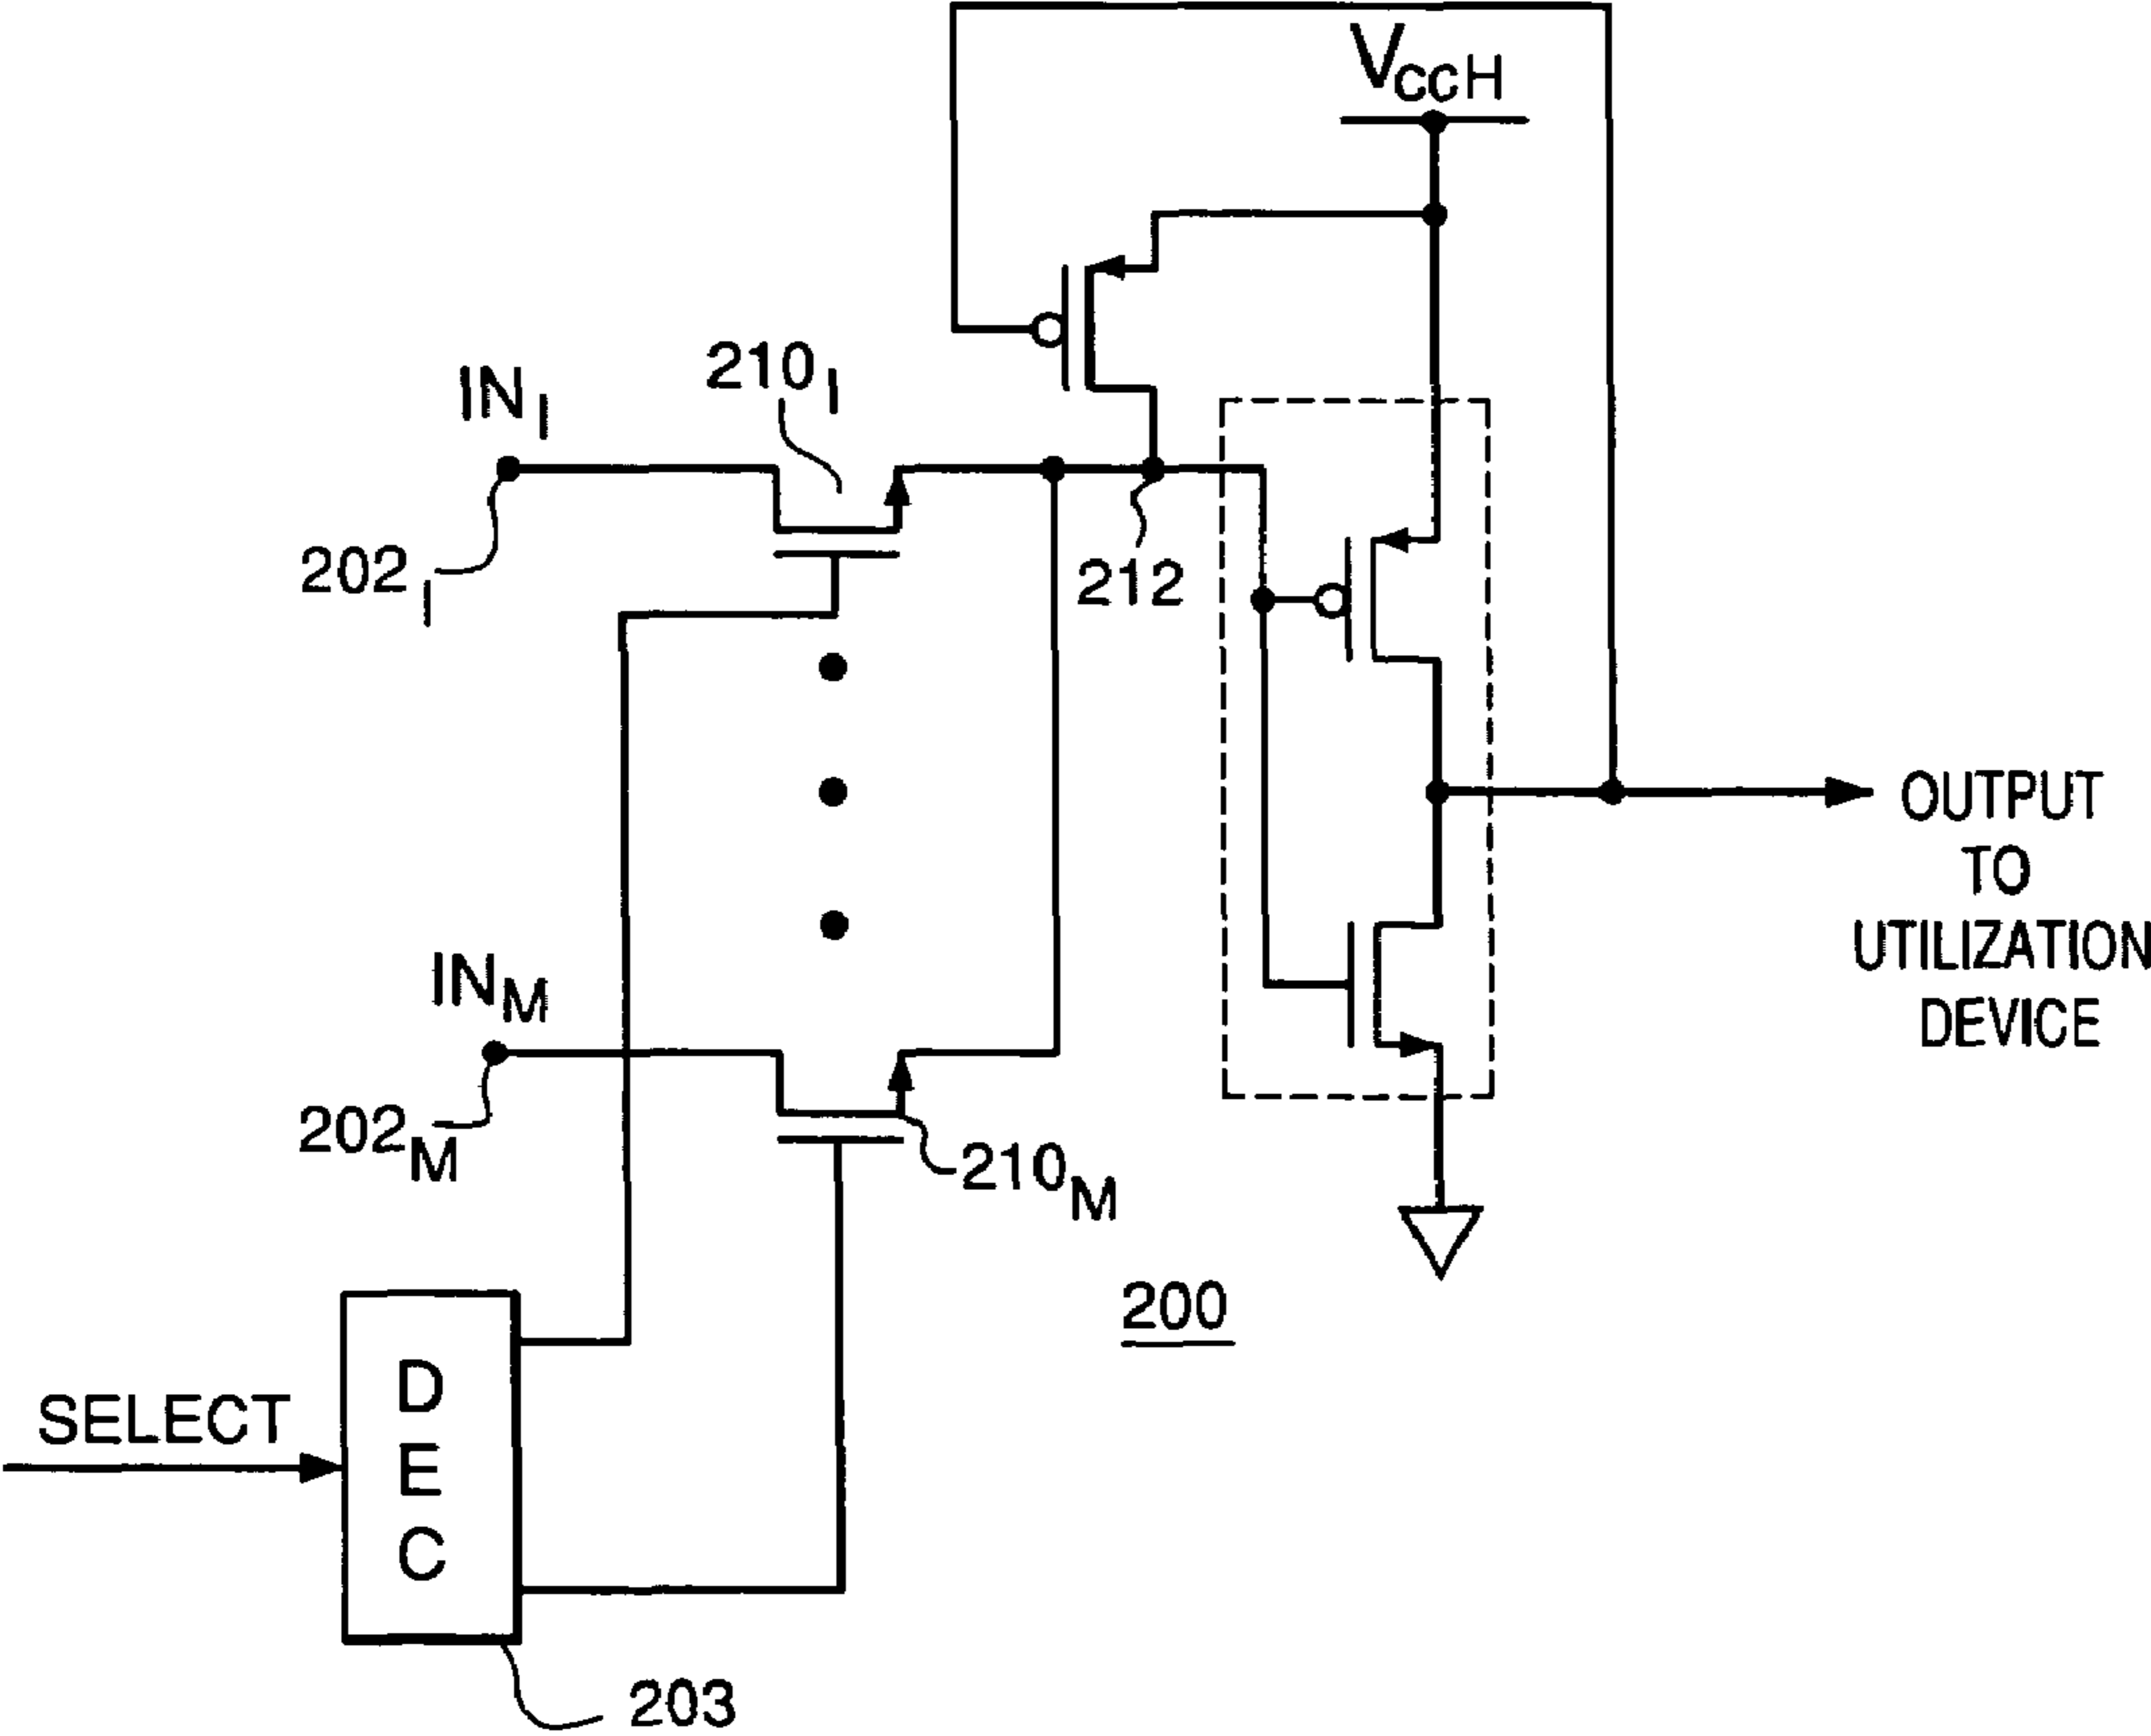 VCCH
IN1
2101
2021
212
OUTPUT
TO
UTILIZATION
DEVICE
INM
202M
210M
200
SELECT
D
E
C
203